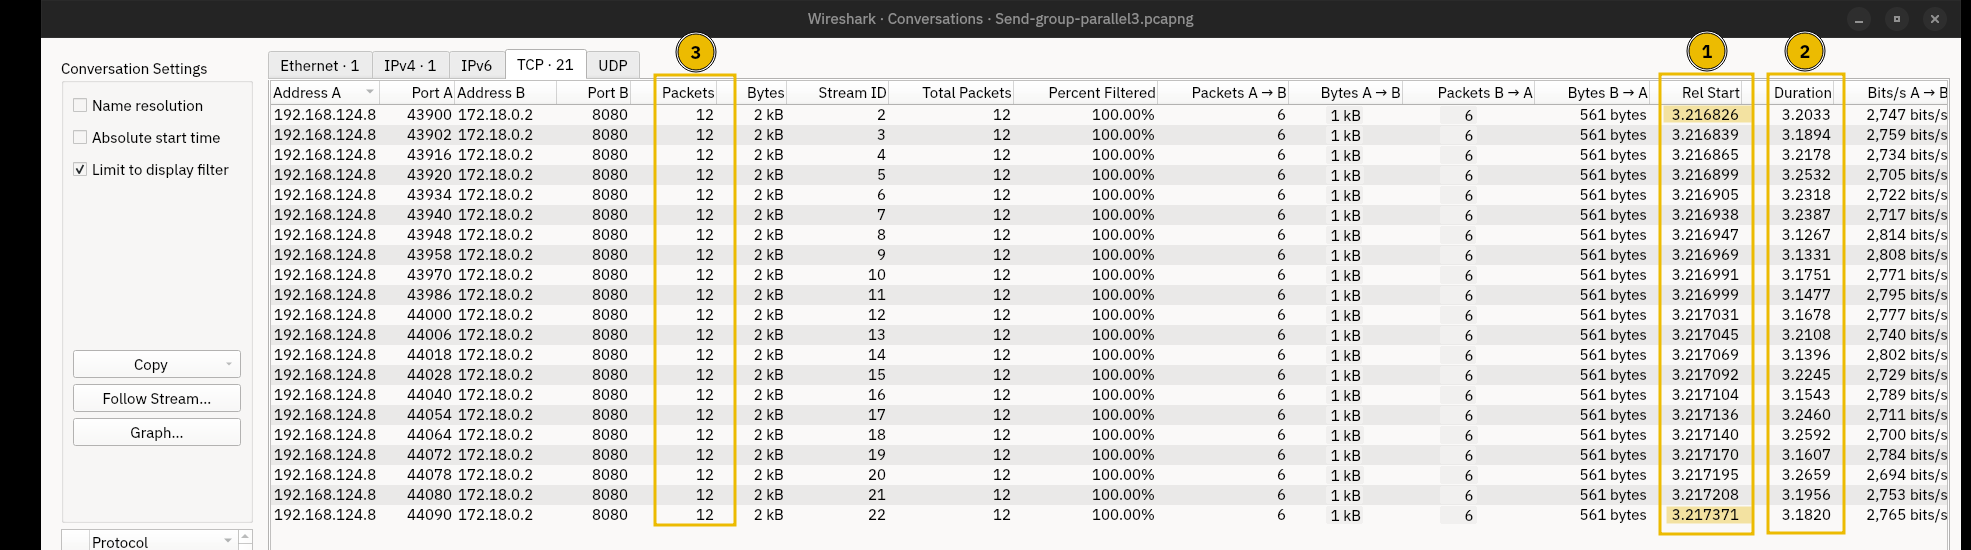 Wireshark · Conversations · Send-group-parallel3.pcapng
3 1 2
Conversation Settings
Ethernet · 1 IPv4 · 1 IPv6 TCP · 21 UDP
Address A Port A Address B Port B Packets Bytes Stream ID Total Packets Percent Filtered Packets A → B Bytes A → B Packets B → A Bytes B → A Rel Start Duration Bits/s A → B
Name resolution
Absolute start time
Limit to display filter
192.168.124.8 43900 172.18.0.2 8080 12 2 kB 2 12 100.00% 6 1 kB 6 561 bytes 3.216826 3.2033 2,747 bits/s
192.168.124.8 43902 172.18.0.2 8080 12 2 kB 3 12 100.00% 6 1 kB 6 561 bytes 3.216839 3.1894 2,759 bits/s
192.168.124.8 43916 172.18.0.2 8080 12 2 kB 4 12 100.00% 6 1 kB 6 561 bytes 3.216865 3.2178 2,734 bits/s
192.168.124.8 43920 172.18.0.2 8080 12 2 kB 5 12 100.00% 6 1 kB 6 561 bytes 3.216899 3.2532 2,705 bits/s
192.168.124.8 43934 172.18.0.2 8080 12 2 kB 6 12 100.00% 6 1 kB 6 561 bytes 3.216905 3.2318 2,722 bits/s
192.168.124.8 43940 172.18.0.2 8080 12 2 kB 7 12 100.00% 6 1 kB 6 561 bytes 3.216938 3.2387 2,717 bits/s
192.168.124.8 43948 172.18.0.2 8080 12 2 kB 8 12 100.00% 6 1 kB 6 561 bytes 3.216947 3.1267 2,814 bits/s
192.168.124.8 43958 172.18.0.2 8080 12 2 kB 9 12 100.00% 6 1 kB 6 561 bytes 3.216969 3.1331 2,808 bits/s
192.168.124.8 43970 172.18.0.2 8080 12 2 kB 10 12 100.00% 6 1 kB 6 561 bytes 3.216991 3.1751 2,771 bits/s
192.168.124.8 43986 172.18.0.2 8080 12 2 kB 11 12 100.00% 6 1 kB 6 561 bytes 3.216999 3.1477 2,795 bits/s
192.168.124.8 44000 172.18.0.2 8080 12 2 kB 12 12 100.00% 6 1 kB 6 561 bytes 3.217031 3.1678 2,777 bits/s
192.168.124.8 44006 172.18.0.2 8080 12 2 kB 13 12 100.00% 6 1 kB 6 561 bytes 3.217045 3.2108 2,740 bits/s
192.168.124.8 44018 172.18.0.2 8080 12 2 kB 14 12 100.00% 6 1 kB 6 561 bytes 3.217069 3.1396 2,802 bits/s
192.168.124.8 44028 172.18.0.2 8080 12 2 kB 15 12 100.00% 6 1 kB 6 561 bytes 3.217092 3.2245 2,729 bits/s
192.168.124.8 44040 172.18.0.2 8080 12 2 kB 16 12 100.00% 6 1 kB 6 561 bytes 3.217104 3.1543 2,789 bits/s
192.168.124.8 44054 172.18.0.2 8080 12 2 kB 17 12 100.00% 6 1 kB 6 561 bytes 3.217136 3.2460 2,711 bits/s
192.168.124.8 44064 172.18.0.2 8080 12 2 kB 18 12 100.00% 6 1 kB 6 561 bytes 3.217140 3.2592 2,700 bits/s
192.168.124.8 44072 172.18.0.2 8080 12 2 kB 19 12 100.00% 6 1 kB 6 561 bytes 3.217170 3.1607 2,784 bits/s
192.168.124.8 44078 172.18.0.2 8080 12 2 kB 20 12 100.00% 6 1 kB 6 561 bytes 3.217195 3.2659 2,694 bits/s
192.168.124.8 44080 172.18.0.2 8080 12 2 kB 21 12 100.00% 6 1 kB 6 561 bytes 3.217208 3.1956 2,753 bits/s
192.168.124.8 44090 172.18.0.2 8080 12 2 kB 22 12 100.00% 6 1 kB 6 561 bytes 3.217371 3.1820 2,765 bits/s
Copy
Follow Stream...
Graph...
Protocol